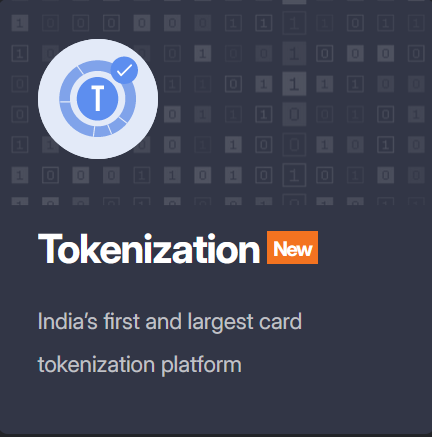 T
Tokenization New
India's first and largest card
tokenization platform